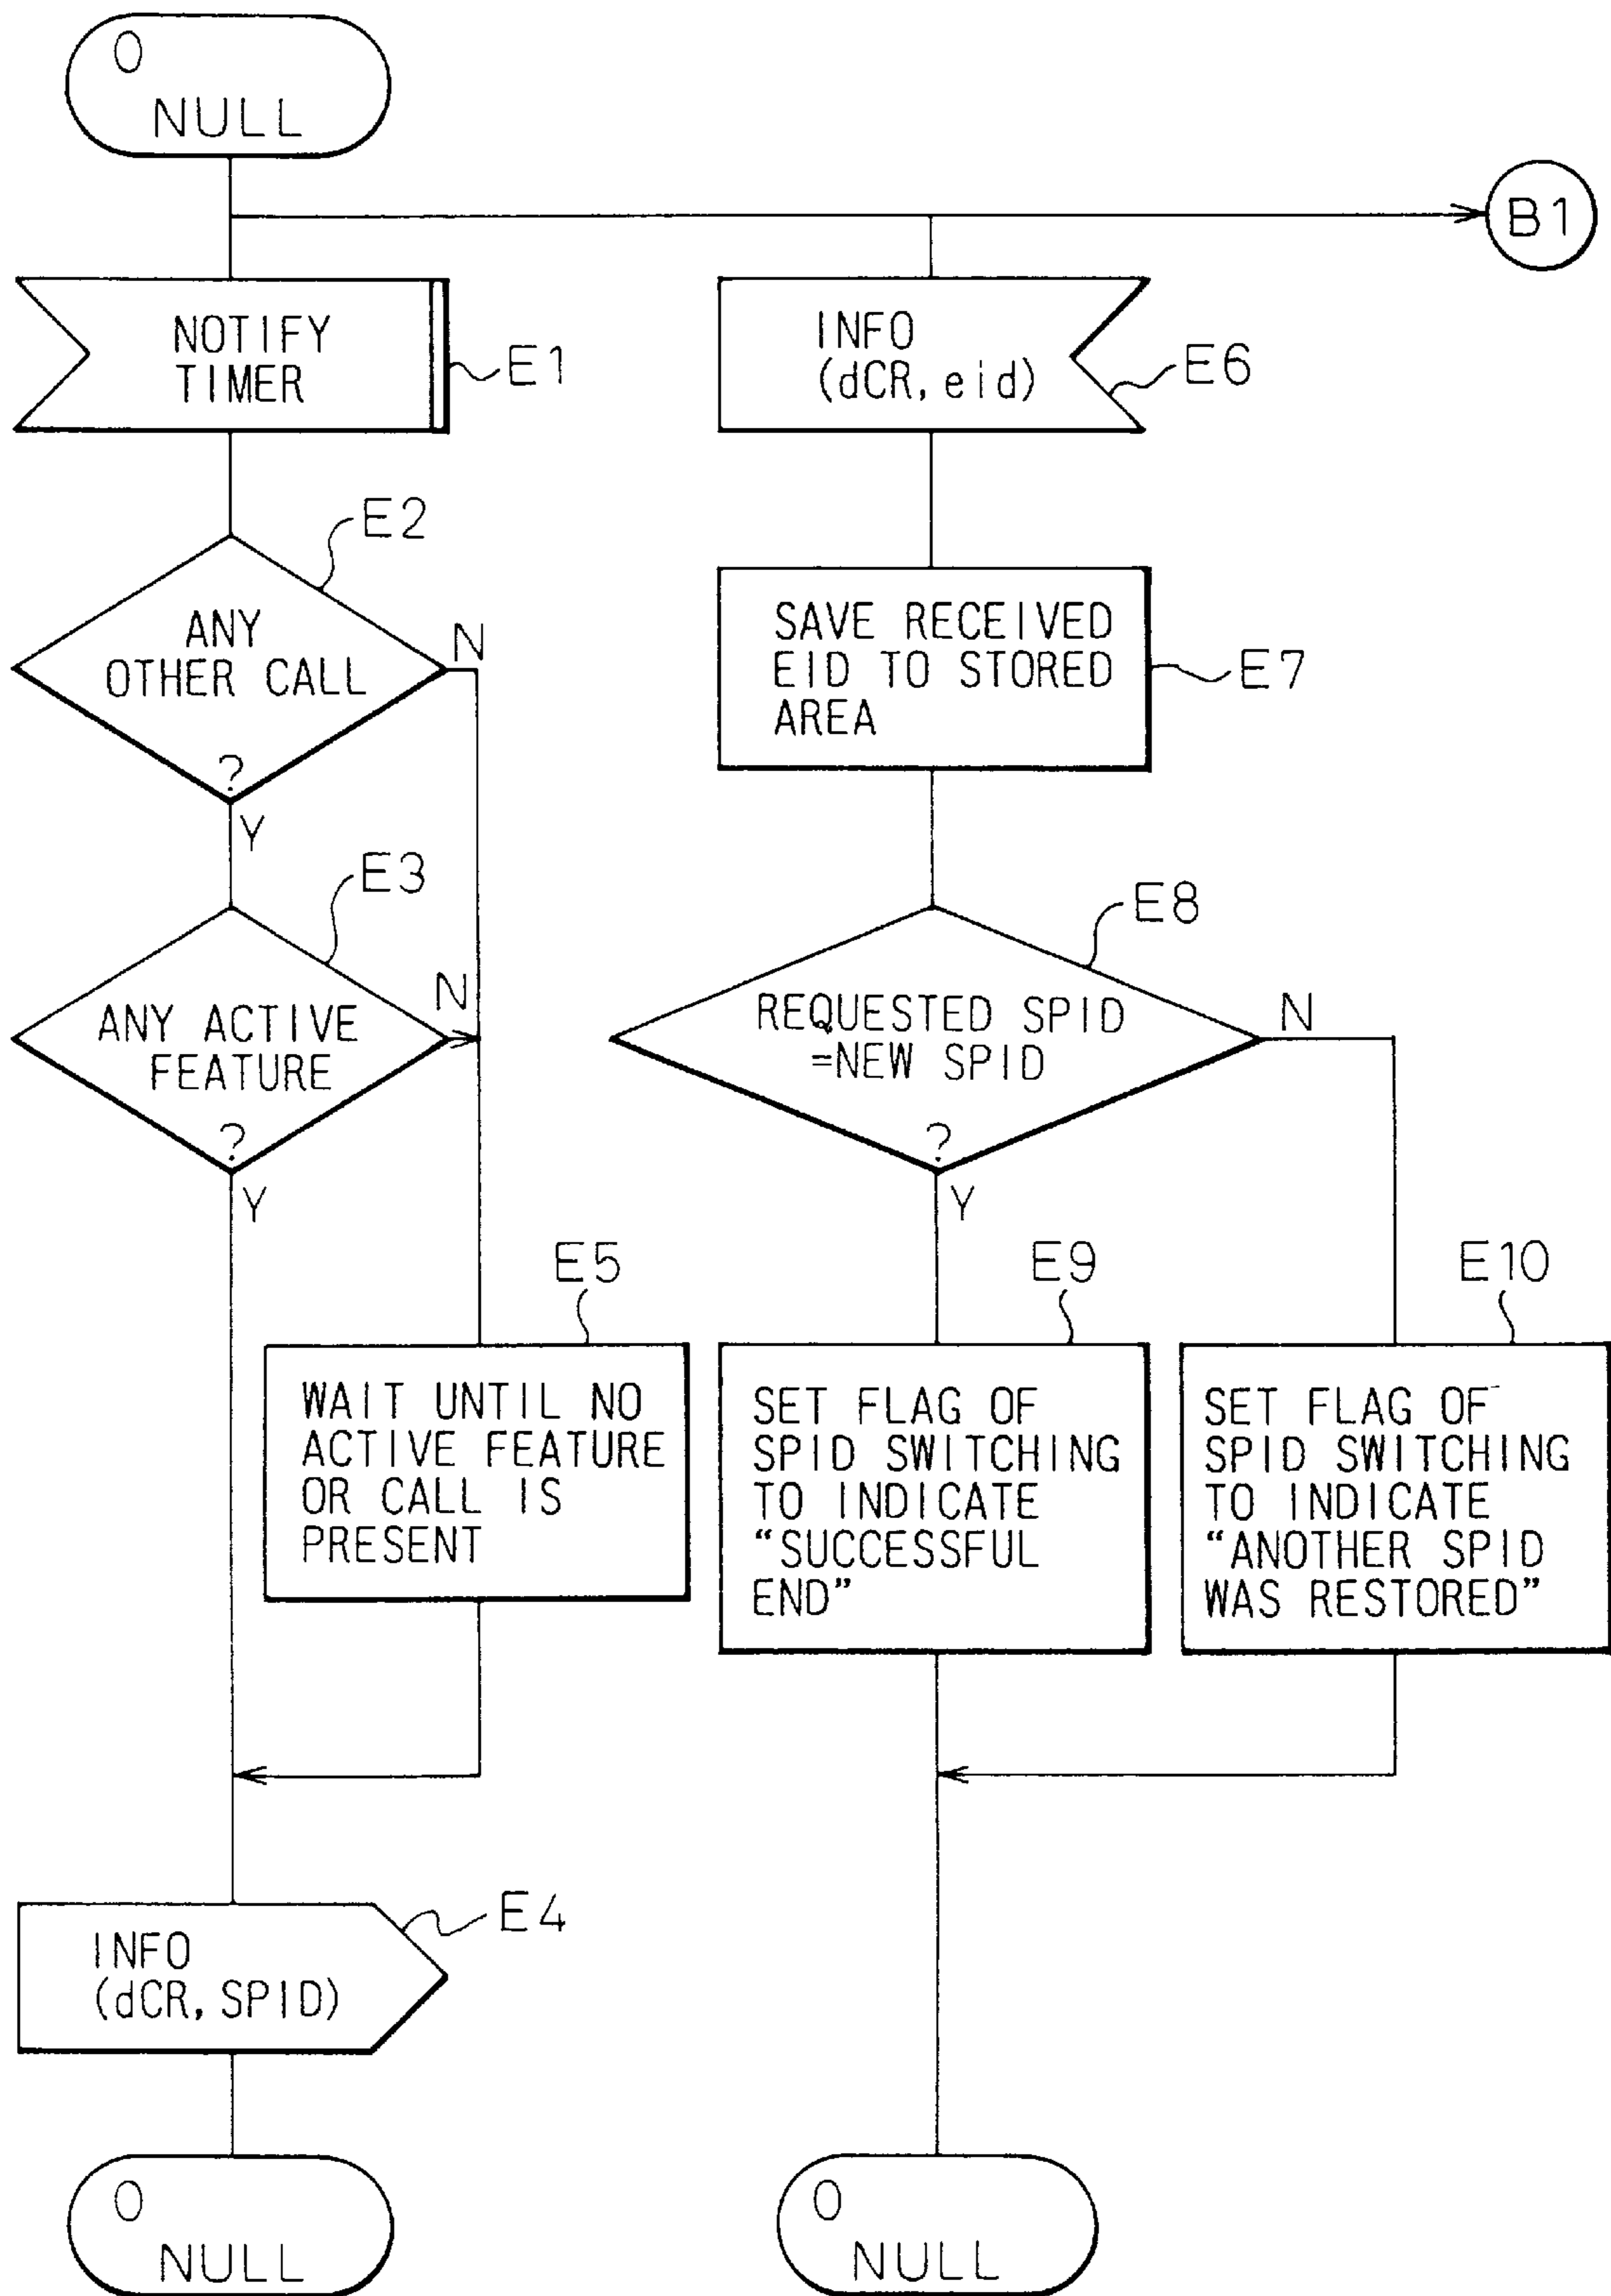 0
NULL
B1
NOTIFY
TIMER
E1
INFO
(dCR, eid)
E6
E2
ANY
OTHER CALL
?
N
Y
SAVE RECEIVED
EID TO STORED
AREA
E7
E3
ANY ACTIVE
FEATURE
?
N
Y
E8
REQUESTED SPID
=NEW SPID
?
N
Y
E5
WAIT UNTIL NO
ACTIVE FEATURE
OR CALL IS
PRESENT
E9
SET FLAG OF
SPID SWITCHING
TO INDICATE
“SUCCESSFUL
END”
E10
SET FLAG OF
SPID SWITCHING
TO INDICATE
“ANOTHER SPID
WAS RESTORED”
E4
INFO
(dCR, SPID)
0
NULL
0
NULL